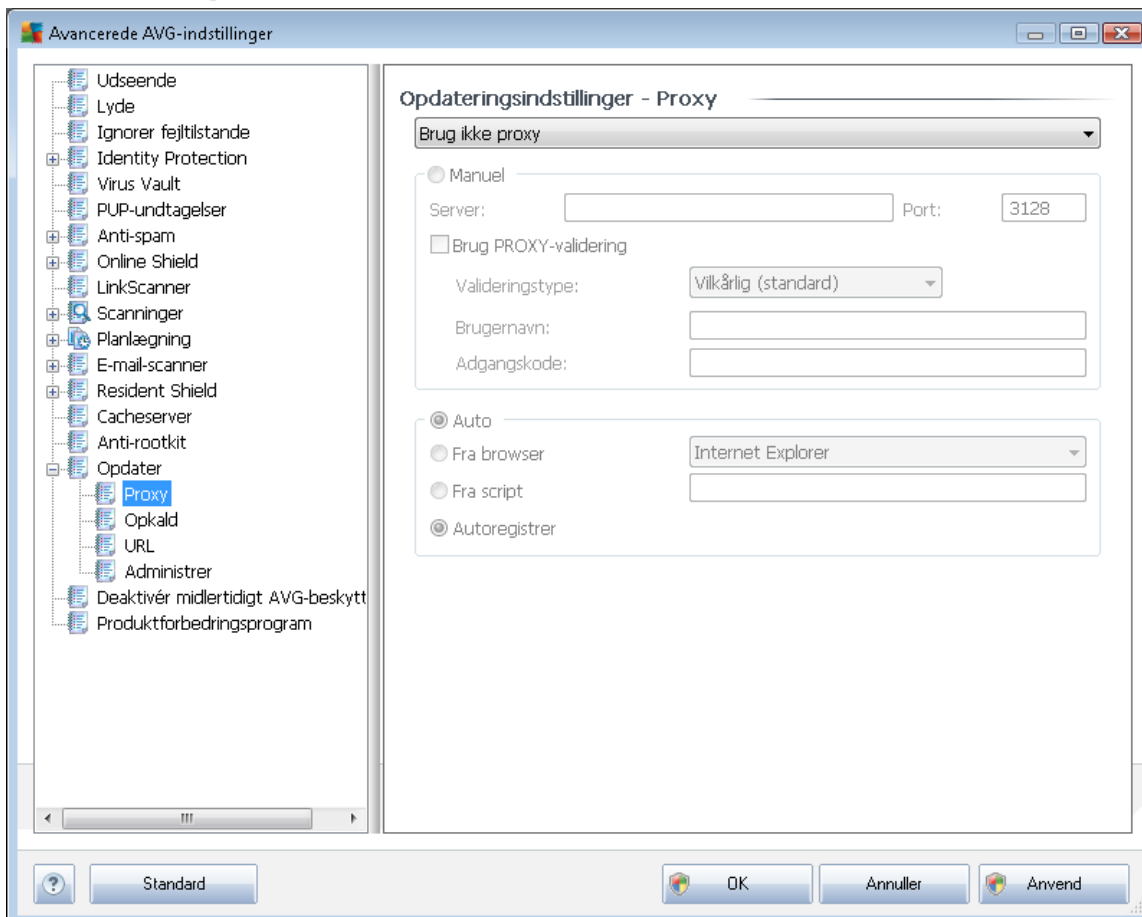 Avancerede AVG-indstillinger
Udseende
Lyde
Ignorer fejltilstande
Identity Protection
Virus Vault
PUP-undtagelser
Anti-spam
Online Shield
LinkScanner
Scanninger
Planlægning
E-mail-scanner
Resident Shield
Cacheserver
Anti-rootkit
Opdater
Proxy
Opkald
URL
Administrer
Deaktivér midlertidigt AVG-beskytt
Produktforbedringsprogram
Opdateringsindstillinger - Proxy
Brug ikke proxy
Manuel
Server: Port: 3128
Brug PROXY-validering
Valideringstype: Vilkårlig (standard)
Brugernavn:
Adgangskode:
Auto
Fra browser Internet Explorer
Fra script
Autoregistrer
? Standard OK Annuller Anvend